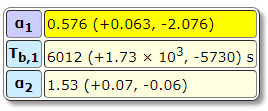 α1 0.576 (+0.063, -2.076)
Tb,1 6012 (+1.73 × 10³, -5730) s
α2 1.53 (+0.07, -0.06)